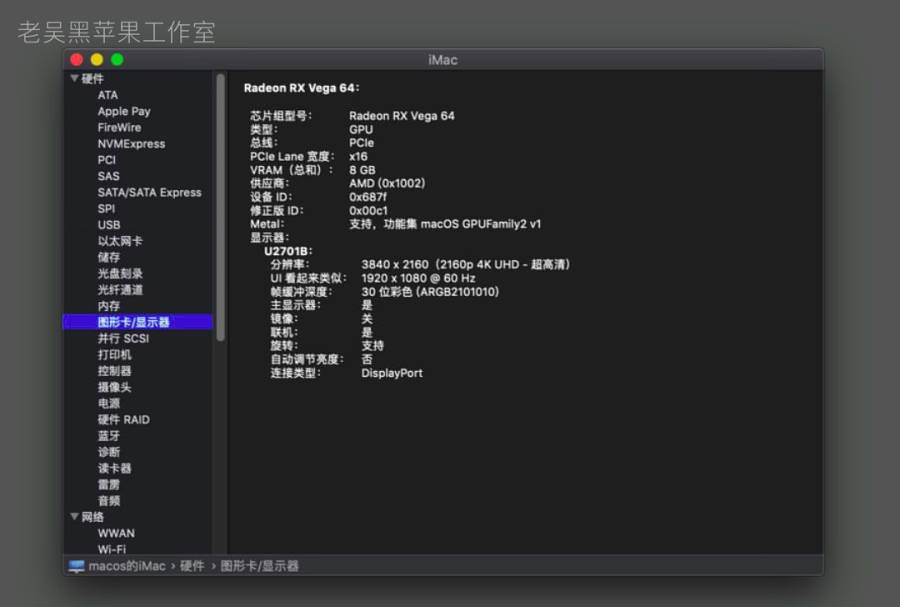 老吴黑苹果工作室
iMac
硬件
ATA
Apple Pay
FireWire
NVMExpress
PCI
SAS
SATA/SATA Express
SPI
USB
以太网卡
储存
光盘刻录
光纤通道
内存
图形卡/显示器
并行 SCSI
打印机
控制器
摄像头
电源
硬件 RAID
蓝牙
诊断
读卡器
雷雳
音频
网络
WWAN
Wi-Fi
Radeon RX Vega 64：
芯片组型号： Radeon RX Vega 64
类型： GPU
总线： PCIe
PCIe Lane 宽度： x16
VRAM（总和）： 8 GB
供应商： AMD (0x1002)
设备 ID： 0x687f
修正版 ID： 0x00c1
Metal： 支持，功能集 macOS GPUFamily2 v1
显示器：
U2701B：
分辨率： 3840 x 2160（2160p 4K UHD - 超高清）
UI 看起来类似： 1920 x 1080 @ 60 Hz
帧缓冲深度： 30 位彩色 (ARGB2101010)
主显示器： 是
镜像： 关
联机： 是
旋转： 支持
自动调节亮度： 否
连接类型： DisplayPort
macos的iMac › 硬件 › 图形卡/显示器